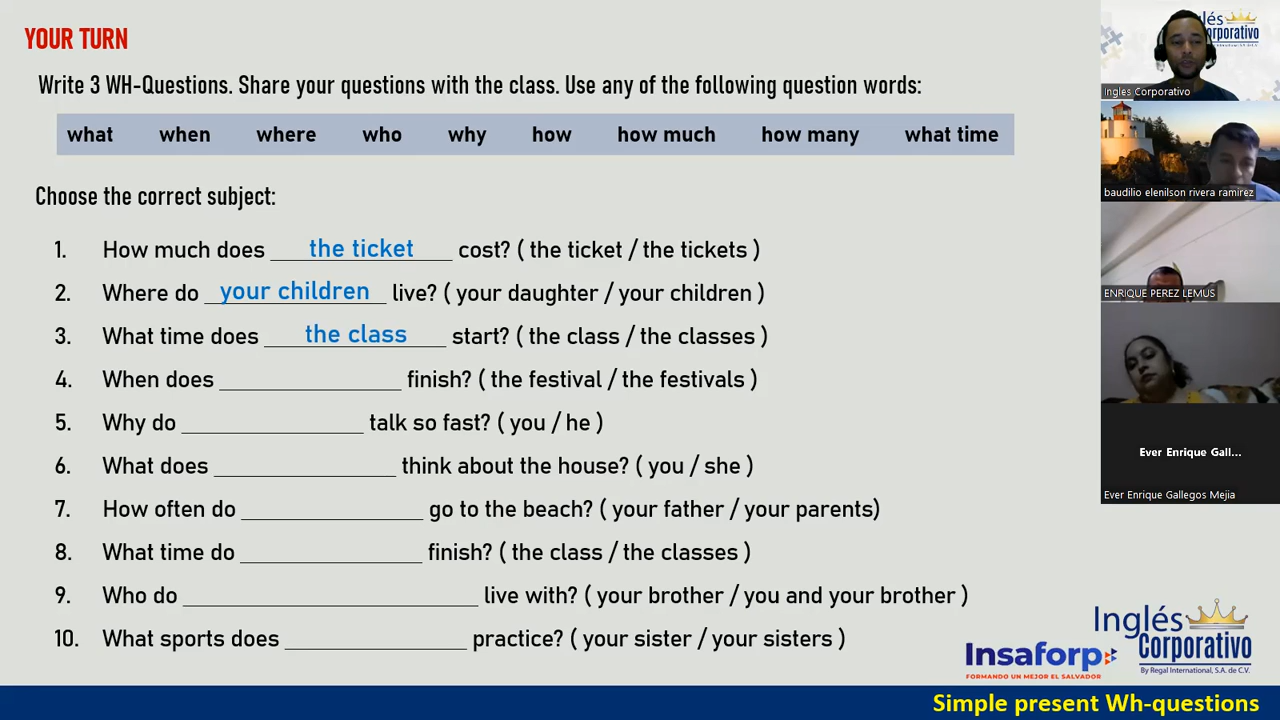 YOUR TURN
Write 3 WH-Questions. Share your questions with the class. Use any of the following question words:
what when where who why how how much how many what time
Choose the correct subject:
1. How much does the ticket cost? ( the ticket / the tickets )
2. Where do your children live? ( your daughter / your children )
3. What time does the class start? ( the class / the classes )
4. When does ____________ finish? ( the festival / the festivals )
5. Why do ____________ talk so fast? ( you / he )
6. What does ____________ think about the house? ( you / she )
7. How often do ____________ go to the beach? ( your father / your parents)
8. What time do ____________ finish? ( the class / the classes )
9. Who do ____________________ live with? ( your brother / you and your brother )
10. What sports does ____________ practice? ( your sister / your sisters )
Corporativo
Ingles Corporativo
baudilio elenilson rivera ramirez
ENRIQUE PEREZ LEMUS
Ever Enrique Gall...
Ever Enrique Gallegos Mejia
Insaforp
FORMANDO UN MEJOR EL SALVADOR
Inglés
Corporativo
By Regal International, S.A. de C.V.
Simple present Wh-questions